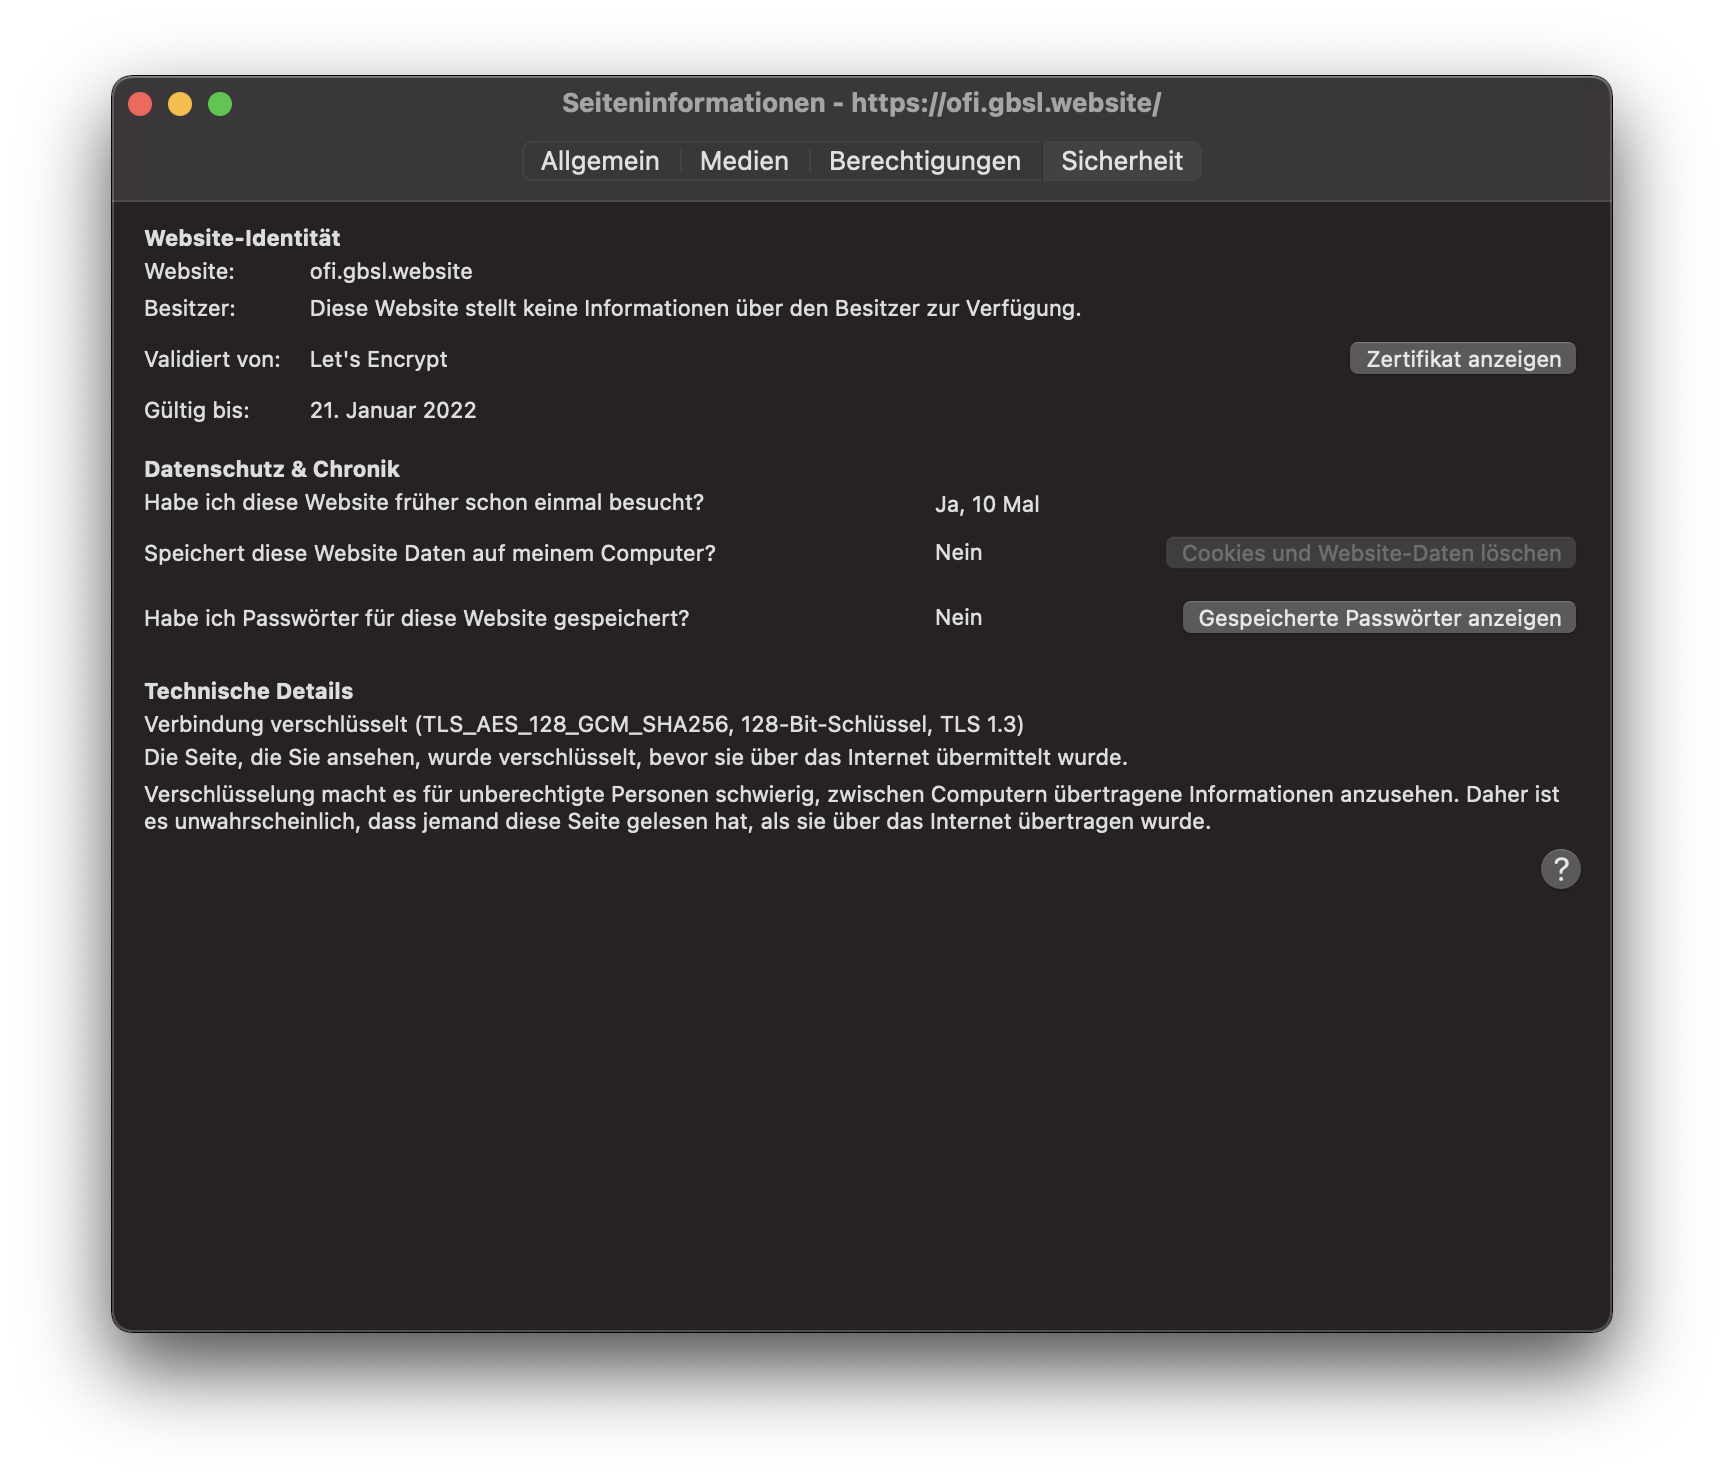 Seiteninformationen - https://ofi.gbsl.website/
Allgemein Medien Berechtigungen Sicherheit
Website-Identität
Website: ofi.gbsl.website
Besitzer: Diese Website stellt keine Informationen über den Besitzer zur Verfügung.
Validiert von: Let's Encrypt Zertifikat anzeigen
Gültig bis: 21. Januar 2022
Datenschutz & Chronik
Habe ich diese Website früher schon einmal besucht? Ja, 10 Mal
Speichert diese Website Daten auf meinem Computer? Nein Cookies und Website-Daten löschen
Habe ich Passwörter für diese Website gespeichert? Nein Gespeicherte Passwörter anzeigen
Technische Details
Verbindung verschlüsselt (TLS_AES_128_GCM_SHA256, 128-Bit-Schlüssel, TLS 1.3)
Die Seite, die Sie ansehen, wurde verschlüsselt, bevor sie über das Internet übermittelt wurde.
Verschlüsselung macht es für unberechtigte Personen schwierig, zwischen Computern übertragene Informationen anzusehen. Daher ist
es unwahrscheinlich, dass jemand diese Seite gelesen hat, als sie über das Internet übertragen wurde.
?